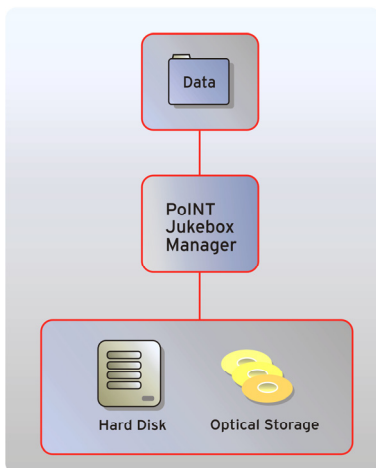 Data
PoINT
Jukebox
Manager
Hard Disk
Optical Storage